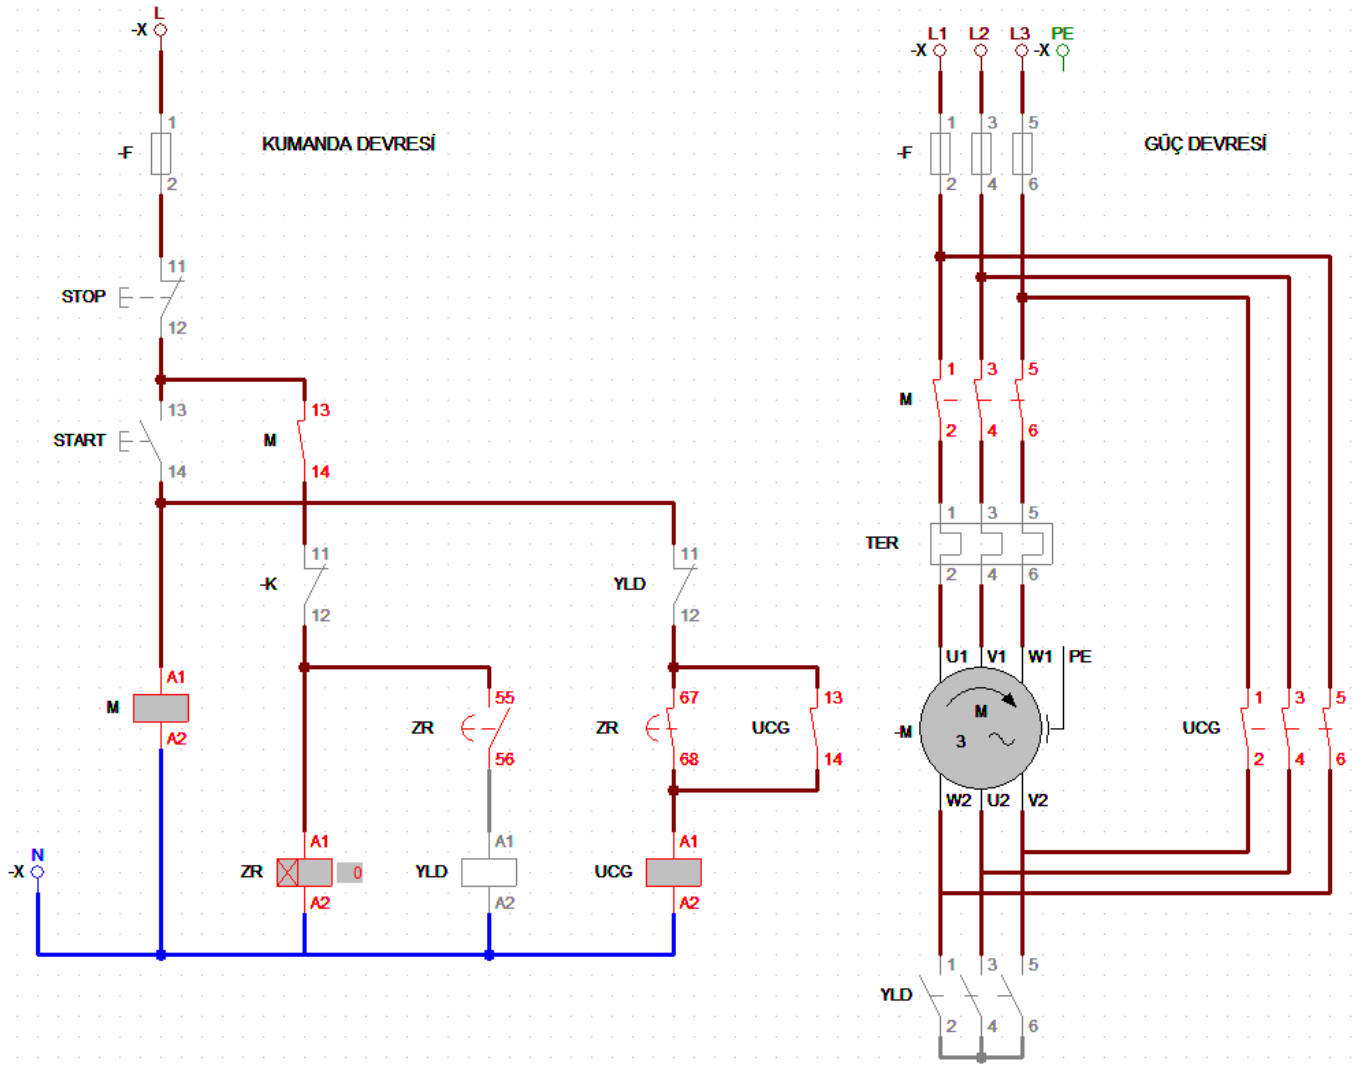 L
-X
1
-F
2
KUMANDA DEVRESİ
11
STOP
12
13
START
14
13
M
14
11
-K
12
11
YLD
12
A1
M
A2
55
ZR
56
67
ZR
68
13
UCG
14
A1
ZR
0
A2
A1
YLD
A2
A1
UCG
A2
N
-X
L1 L2 L3 PE
-X -X
1 3 5
-F
2 4 6
GÜÇ DEVRESİ
1 3 5
M
2 4 6
1 3 5
TER
2 4 6
U1 V1 W1 PE
M
-M
3
W2 U2 V2
1 3 5
UCG
2 4 6
1 3 5
YLD
2 4 6